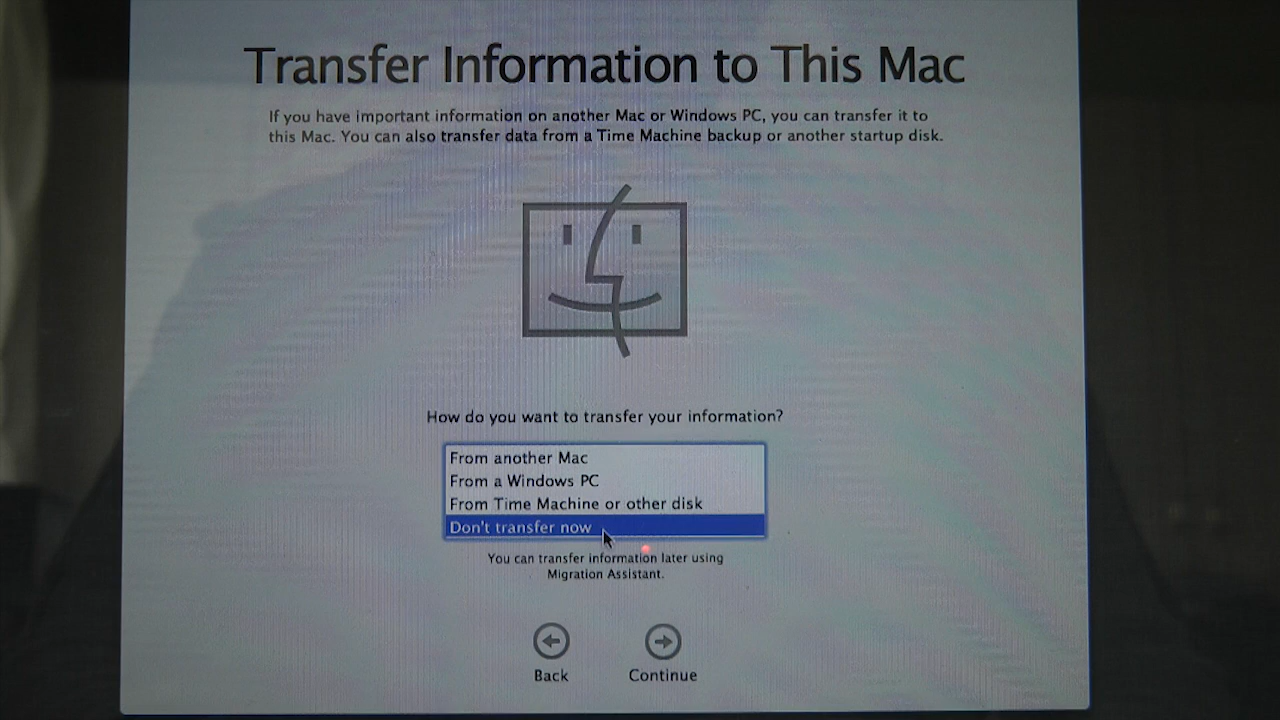 Transfer Information to This Mac
If you have important information on another Mac or Windows PC, you can transfer it to
this Mac. You can also transfer data from a Time Machine backup or another startup disk.
How do you want to transfer your information?
From another Mac
From a Windows PC
From Time Machine or other disk
Don't transfer now
You can transfer information later using
Migration Assistant.
Back
Continue